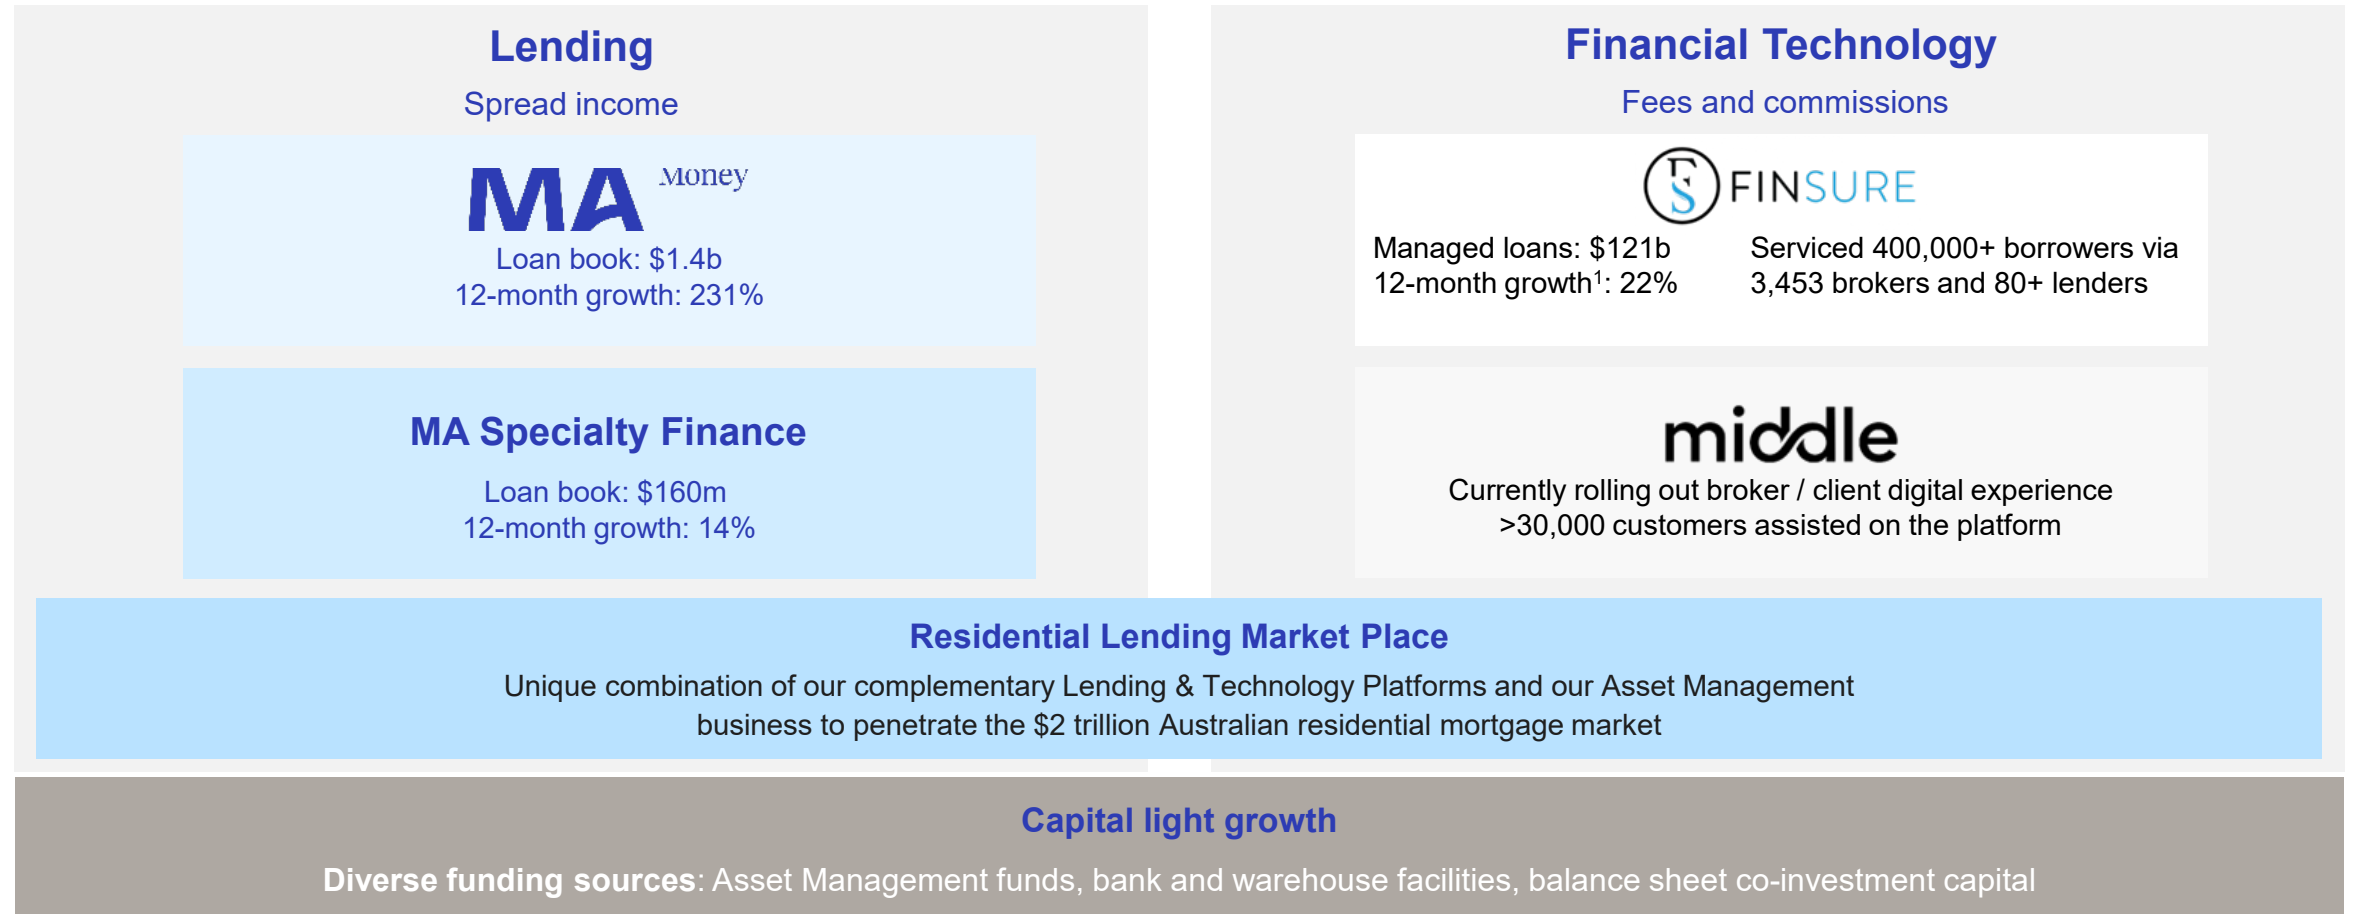 Lending
Spread income
MA Money
Loan book: $1.4b
12-month growth: 231%
MA Specialty Finance
Loan book: $160m
12-month growth: 14%
Financial Technology
Fees and commissions
FS FINSURE
Managed loans: $121b
12-month growth¹: 22%
Serviced 400,000+ borrowers via
3,453 brokers and 80+ lenders
middle
Currently rolling out broker / client digital experience
>30,000 customers assisted on the platform
Residential Lending Market Place
Unique combination of our complementary Lending & Technology Platforms and our Asset Management
business to penetrate the $2 trillion Australian residential mortgage market
Capital light growth
Diverse funding sources: Asset Management funds, bank and warehouse facilities, balance sheet co-investment capital